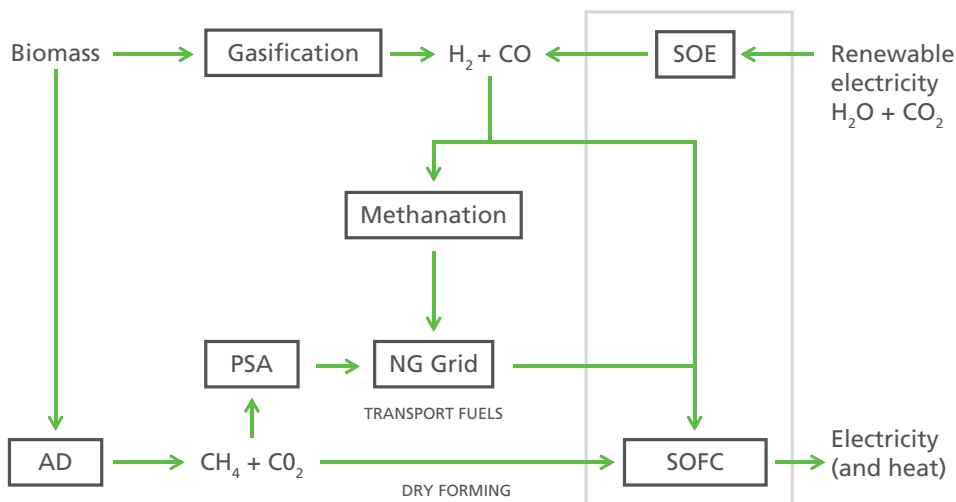 Biomass
Gasification
H₂ + CO
SOE
Renewable
electricity
H₂O + CO₂
Methanation
PSA
NG Grid
TRANSPORT FUELS
AD
CH₄ + C0₂
DRY FORMING
SOFC
Electricity
(and heat)